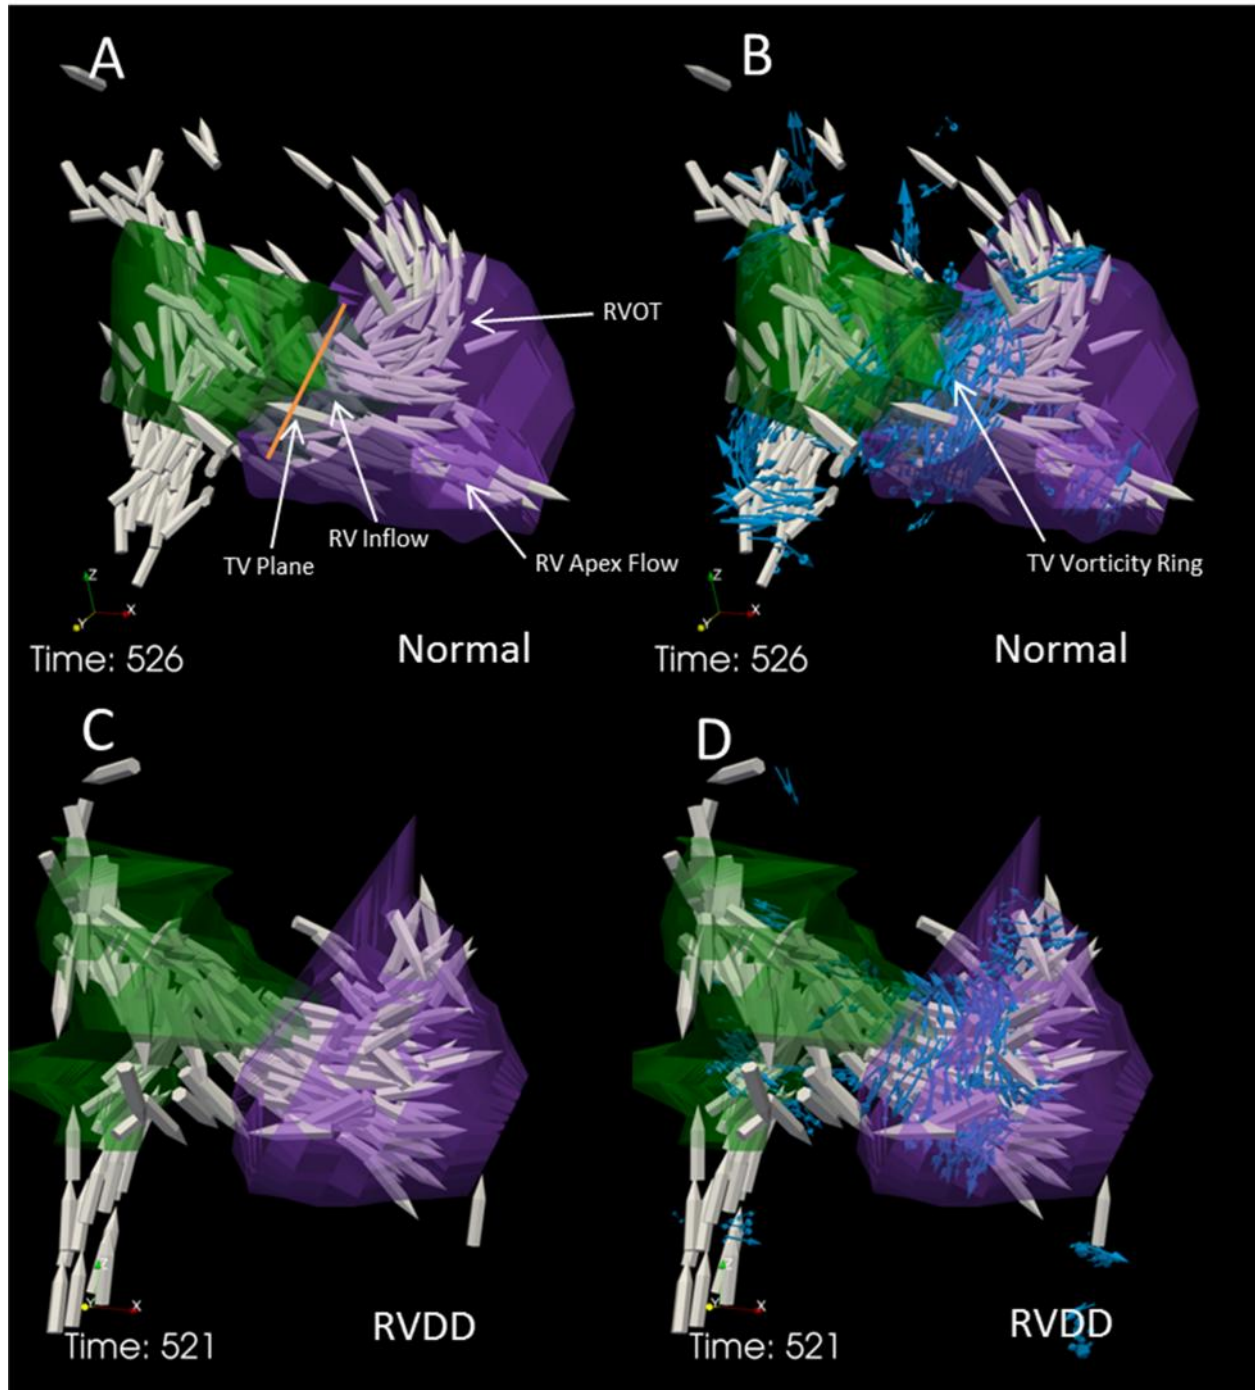 A
B
RVOT
TV Plane
RV Inflow
RV Apex Flow
TV Vorticity Ring
Z
X
Y
Z
X
Y
Time: 526
Normal
Time: 526
Normal
C
D
Z
X
Y
Z
X
Y
Time: 521
RVDD
Time: 521
RVDD